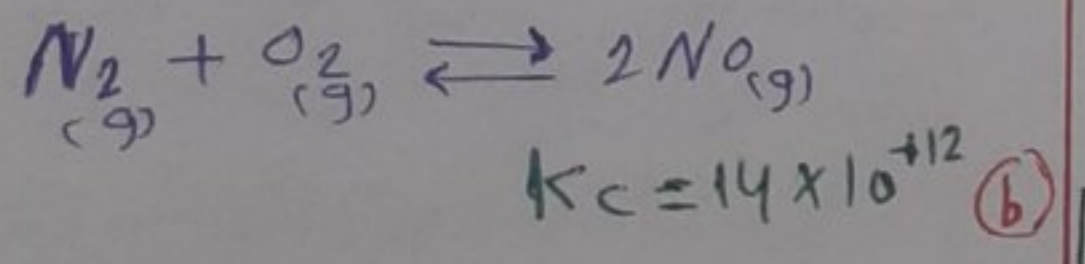 N₂(g) + O₂(g) ⇌ 2NO(g)
Kc = 14 × 10⁺¹² (b)